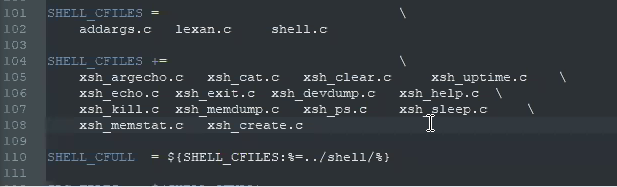 101 SHELL_CFILES = \
102 addargs.c lexan.c shell.c
103
104 SHELL_CFILES += \
105 xsh_argecho.c xsh_cat.c xsh_clear.c xsh_uptime.c \
106 xsh_echo.c xsh_exit.c xsh_devdump.c xsh_help.c \
107 xsh_kill.c xsh_memdump.c xsh_ps.c xsh_sleep.c \
108 xsh_memstat.c xsh_create.c
109
110 SHELL_CFULL = ${SHELL_CFILES:%=../shell/%}
111